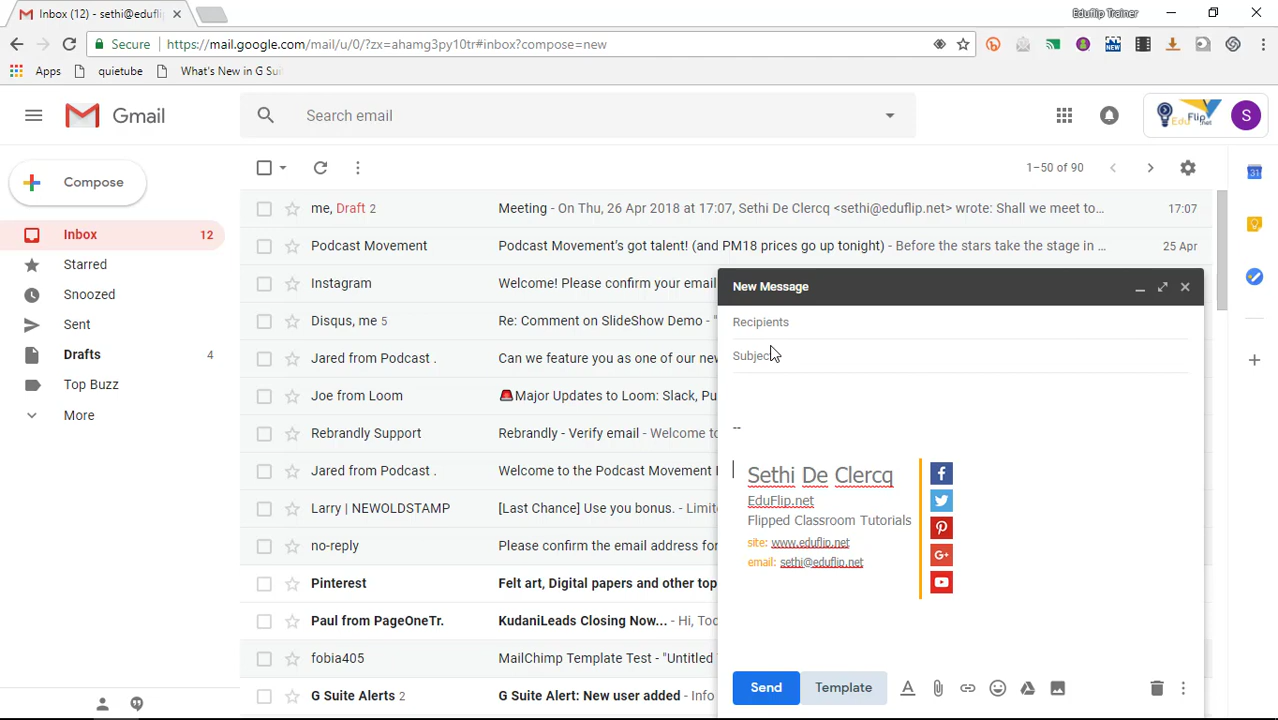 Inbox (12) - sethi@eduflip
Eduflip Trainer
Secure https://mail.google.com/mail/u/0/?zx=ahamg3py10tr#inbox?compose=new
Apps quietube What's New in G Suit
Gmail
Search email
EduFlip.net
S
Compose
1–50 of 90
31
Inbox 12
Starred
Snoozed
Sent
Drafts 4
Top Buzz
More
me, Draft 2 Meeting - On Thu, 26 Apr 2018 at 17:07, Sethi De Clercq <sethi@eduflip.net> wrote: Shall we meet to... 17:07
Podcast Movement Podcast Movement's got talent! (and PM18 prices go up tonight) - Before the stars take the stage in ... 25 Apr
Instagram Welcome! Please confirm your email
Disqus, me 5 Re: Comment on SlideShow Demo - "
Jared from Podcast . Can we feature you as one of our new
Joe from Loom 🚨Major Updates to Loom: Slack, Pu
Rebrandly Support Rebrandly - Verify email - Welcome to
Jared from Podcast . Welcome to the Podcast Movement
Larry | NEWOLDSTAMP [Last Chance] Use you bonus. - Limite
no-reply Please confirm the email address for
Pinterest Felt art, Digital papers and other top
Paul from PageOneTr. KudaniLeads Closing Now... - Hi, Too
fobia405 MailChimp Template Test - "Untitled
G Suite Alerts 2 G Suite Alert: New user added - Info
New Message
Recipients
Subject
--
Sethi De Clercq
EduFlip.net
Flipped Classroom Tutorials
site: www.eduflip.net
email: sethi@eduflip.net
Send Template